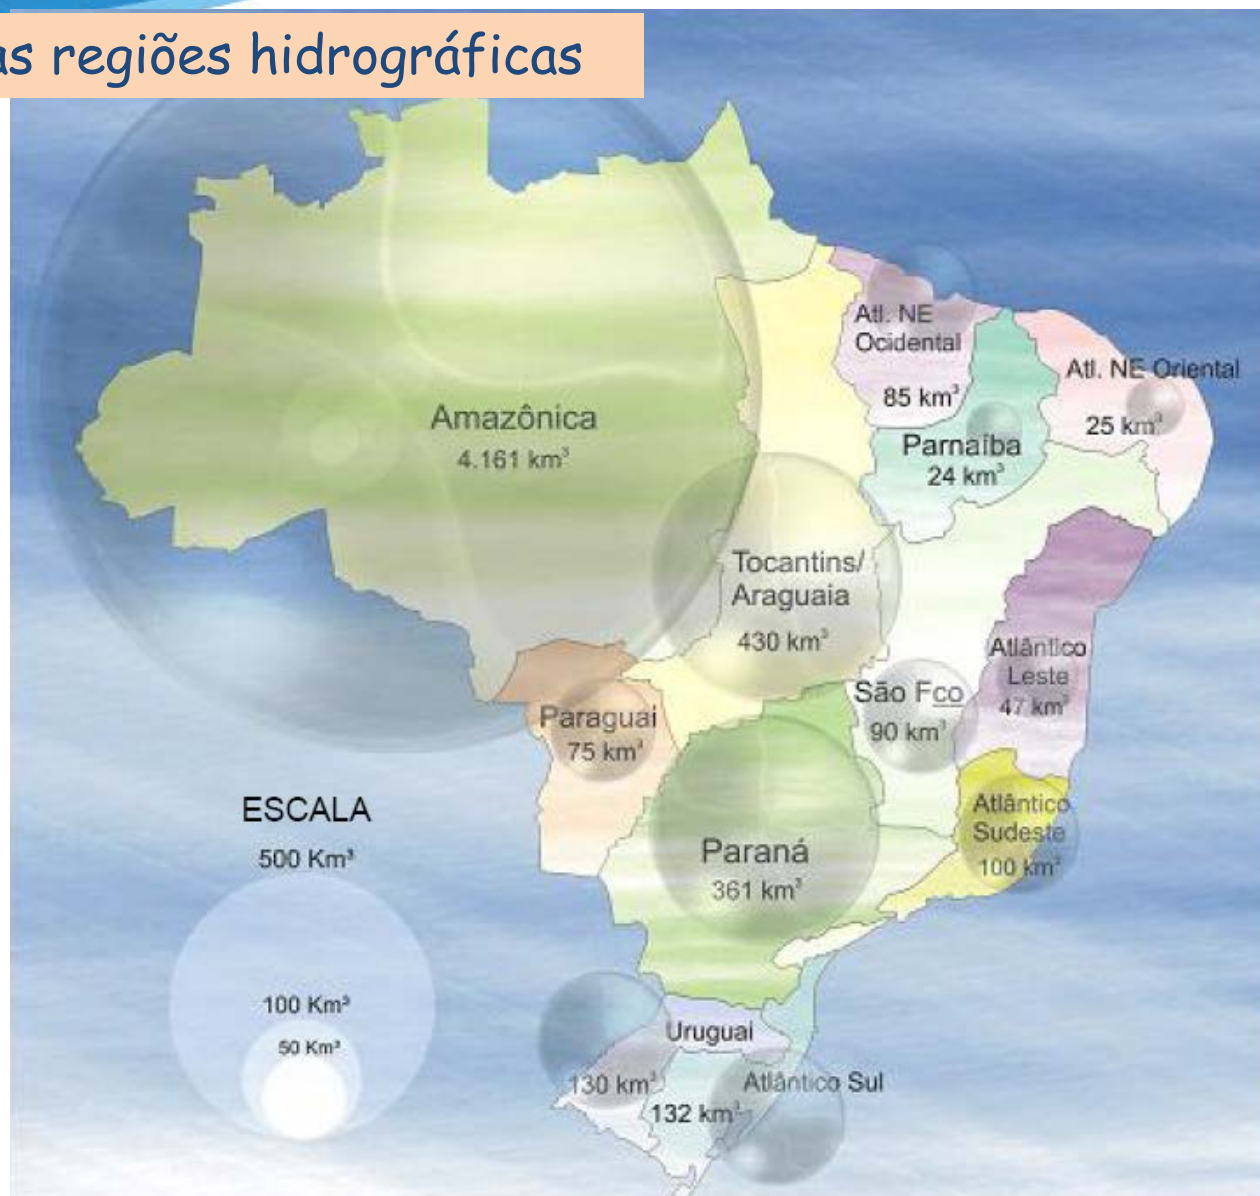 as regiões hidrográficas
Atl. NE
Ocidental
85 km³
Atl. NE Oriental
25 km³
Amazônica
4.161 km³
Parnaíba
24 km³
Tocantins/
Araguaia
430 km³
Atlântico
Leste
47 km³
São Fco
90 km³
Paraguai
75 km³
Atlântico
Sudeste
100 km³
Paraná
361 km³
ESCALA
500 Km³
100 Km³
50 Km³
Uruguai
130 km³
Atlântico Sul
132 km³